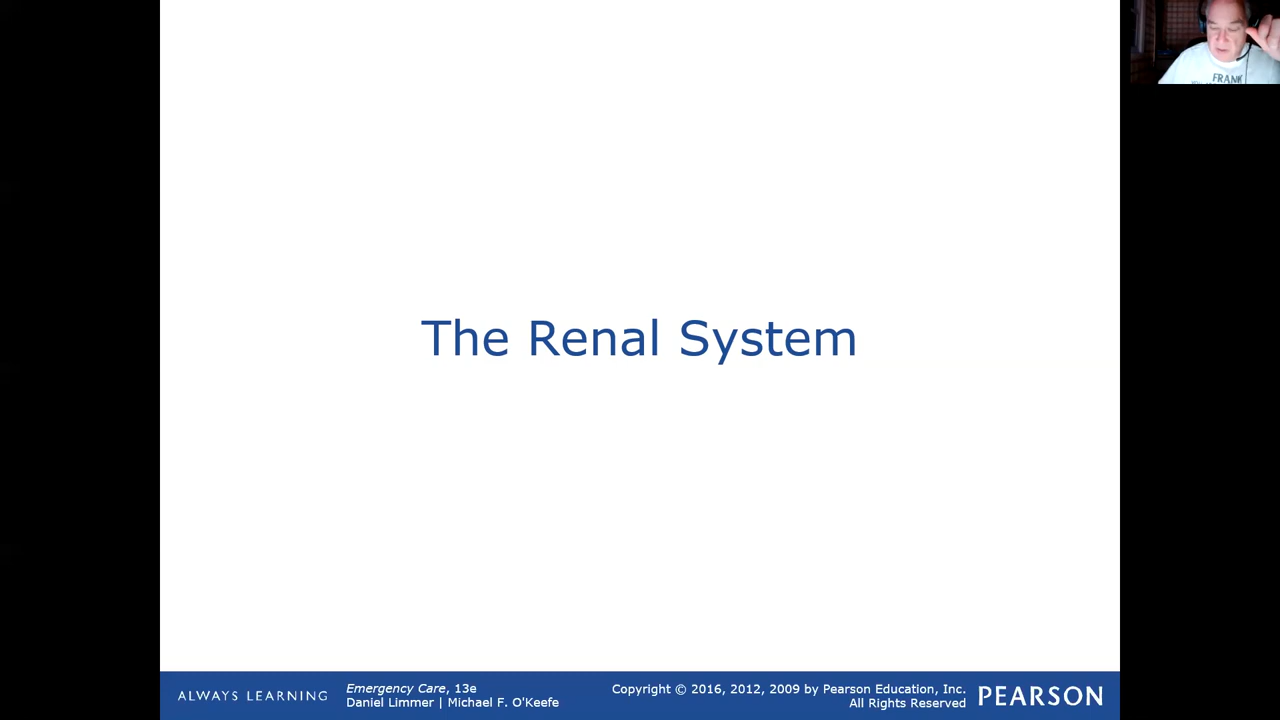 FRANK
The Renal System
ALWAYS LEARNING
Emergency Care, 13e
Daniel Limmer | Michael F. O'Keefe
Copyright © 2016, 2012, 2009 by Pearson Education, Inc.
All Rights Reserved
PEARSON